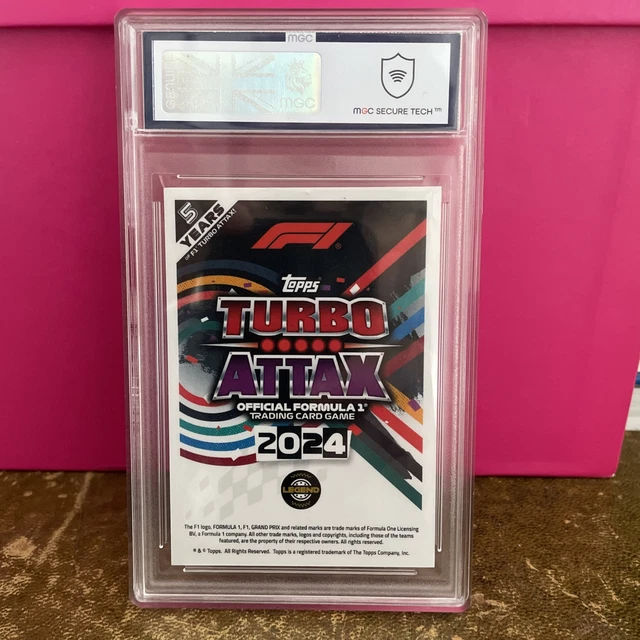 MGC
MGC
MGC SECURE TECH™
5
YEARS
OF F1 TURBO ATTAX!
F1®
Topps
TURBO
ATTAX
OFFICIAL FORMULA 1®
TRADING CARD GAME
2024
LEGEND
The F1 logo, FORMULA 1, F1, GRAND PRIX and related marks are trade marks of Formula One Licensing
BV, a Formula 1 company. All other trade marks, logos and copyrights, including those of the teams
featured, are the property of their respective owners. All rights reserved.
® & © Topps. All Rights Reserved. Topps is a registered trademark of The Topps Company, Inc.